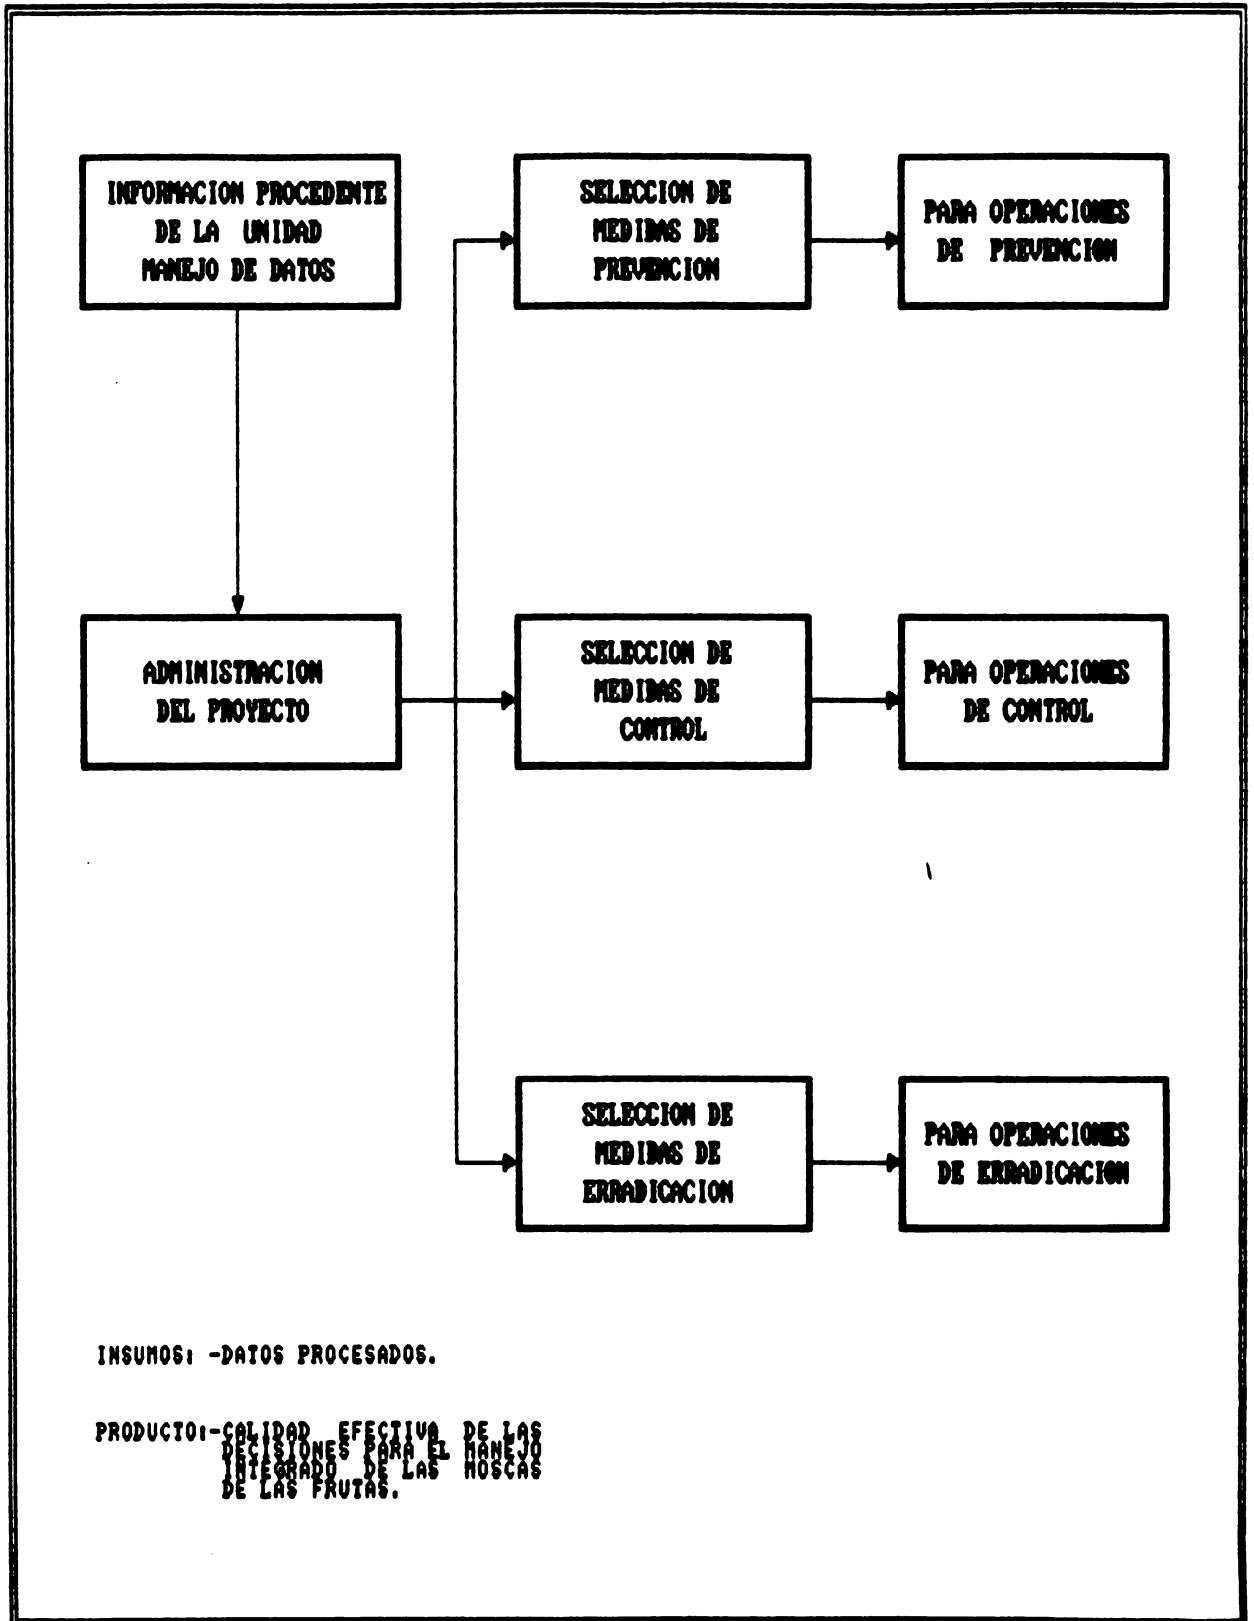 INFORMACION PROCEDENTE
DE LA UNIDAD
MANEJO DE DATOS
SELECCION DE
MEDIDAS DE
PREVENCION
PARA OPERACIONES
DE PREVENCION
ADMINISTRACION
DEL PROYECTO
SELECCION DE
MEDIDAS DE
CONTROL
PARA OPERACIONES
DE CONTROL
SELECCION DE
MEDIDAS DE
ERRADICACION
PARA OPERACIONES
DE ERRADICACION
INSUMOS: -DATOS PROCESADOS.
PRODUCTO:-CALIDAD EFECTIVA DE LAS
DECISIONES PARA EL MANEJO
INTEGRADO DE LAS MOSCAS
DE LAS FRUTAS.